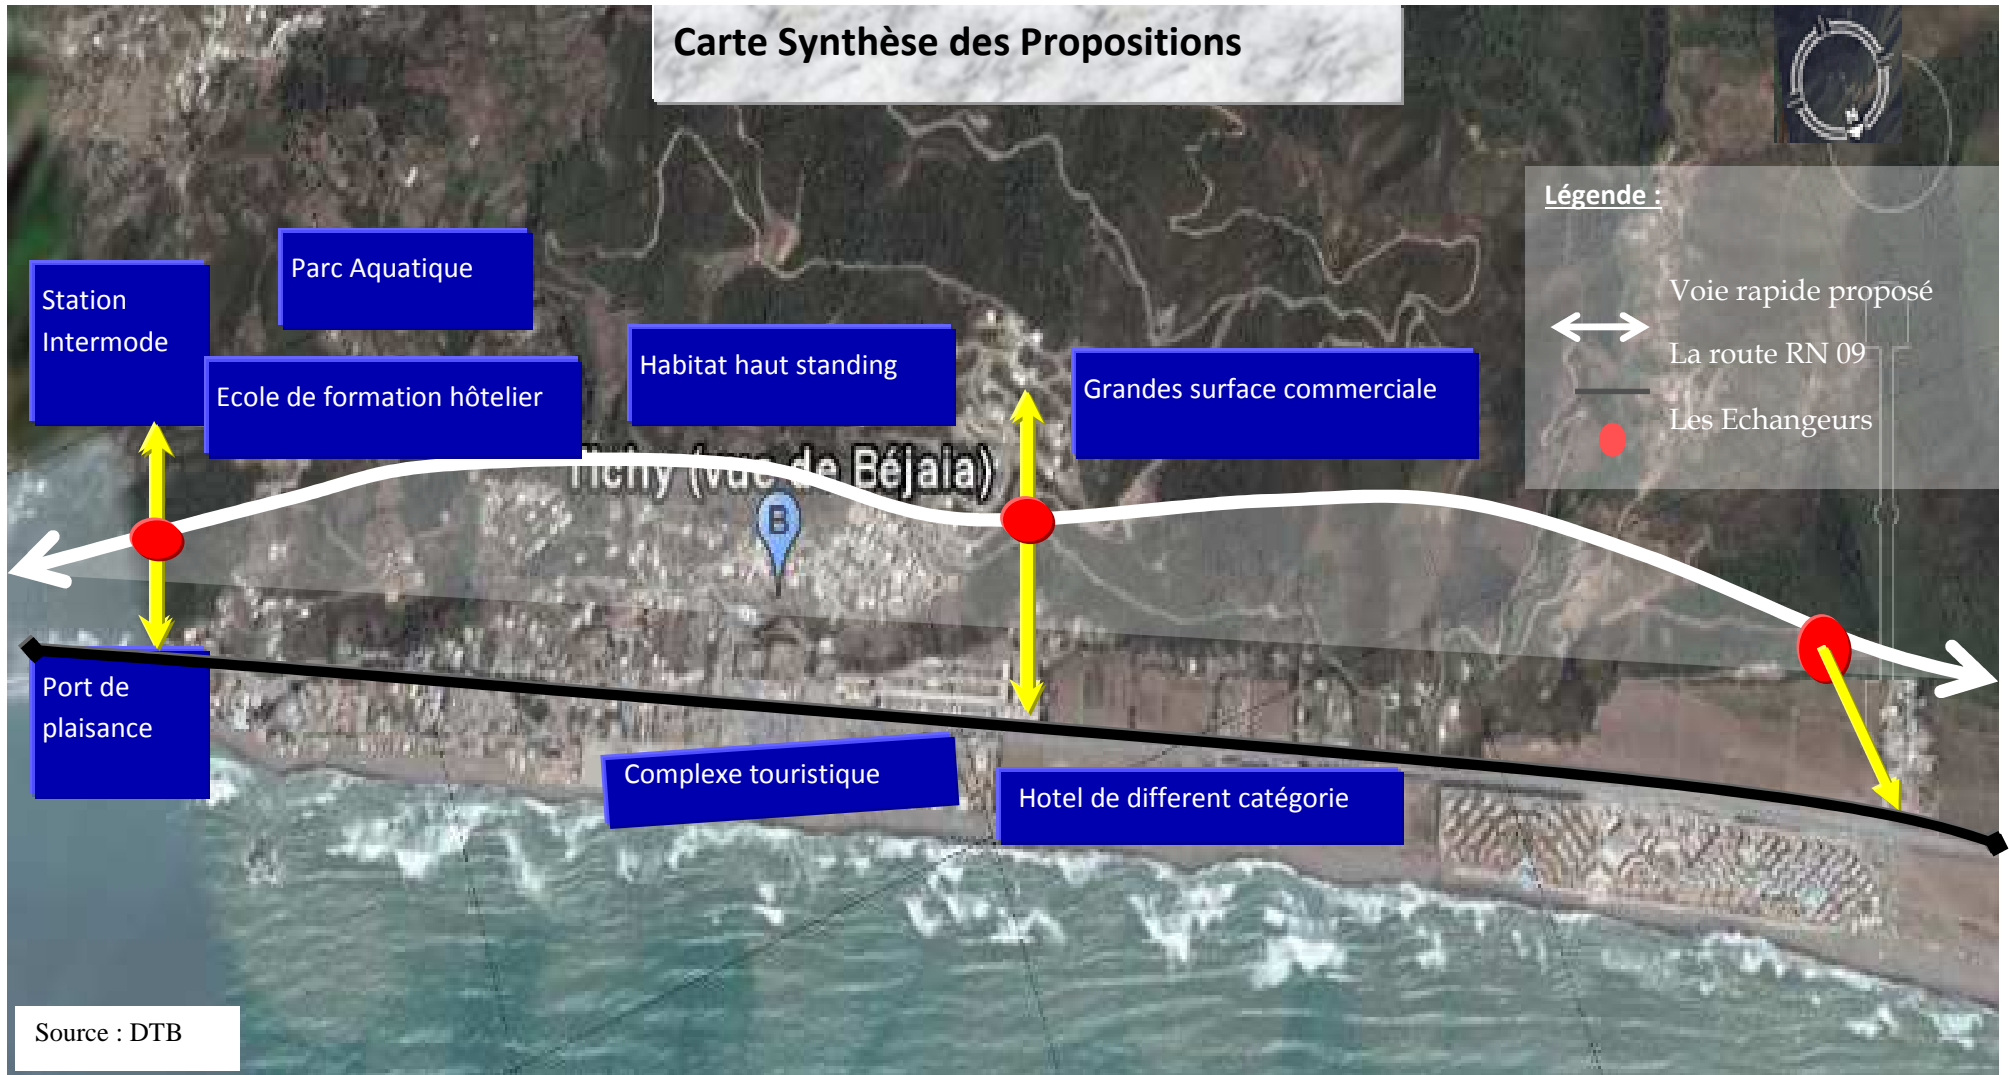 Carte Synthèse des Propositions
N
Légende :
Voie rapide proposé
La route RN 09
Les Echangeurs
Parc Aquatique
Station
Intermode
Ecole de formation hôtelier
Habitat haut standing
Grandes surface commerciale
Tichy (vue de Béjaia)
B
Port de
plaisance
Complexe touristique
Hotel de different catégorie
Source : DTB